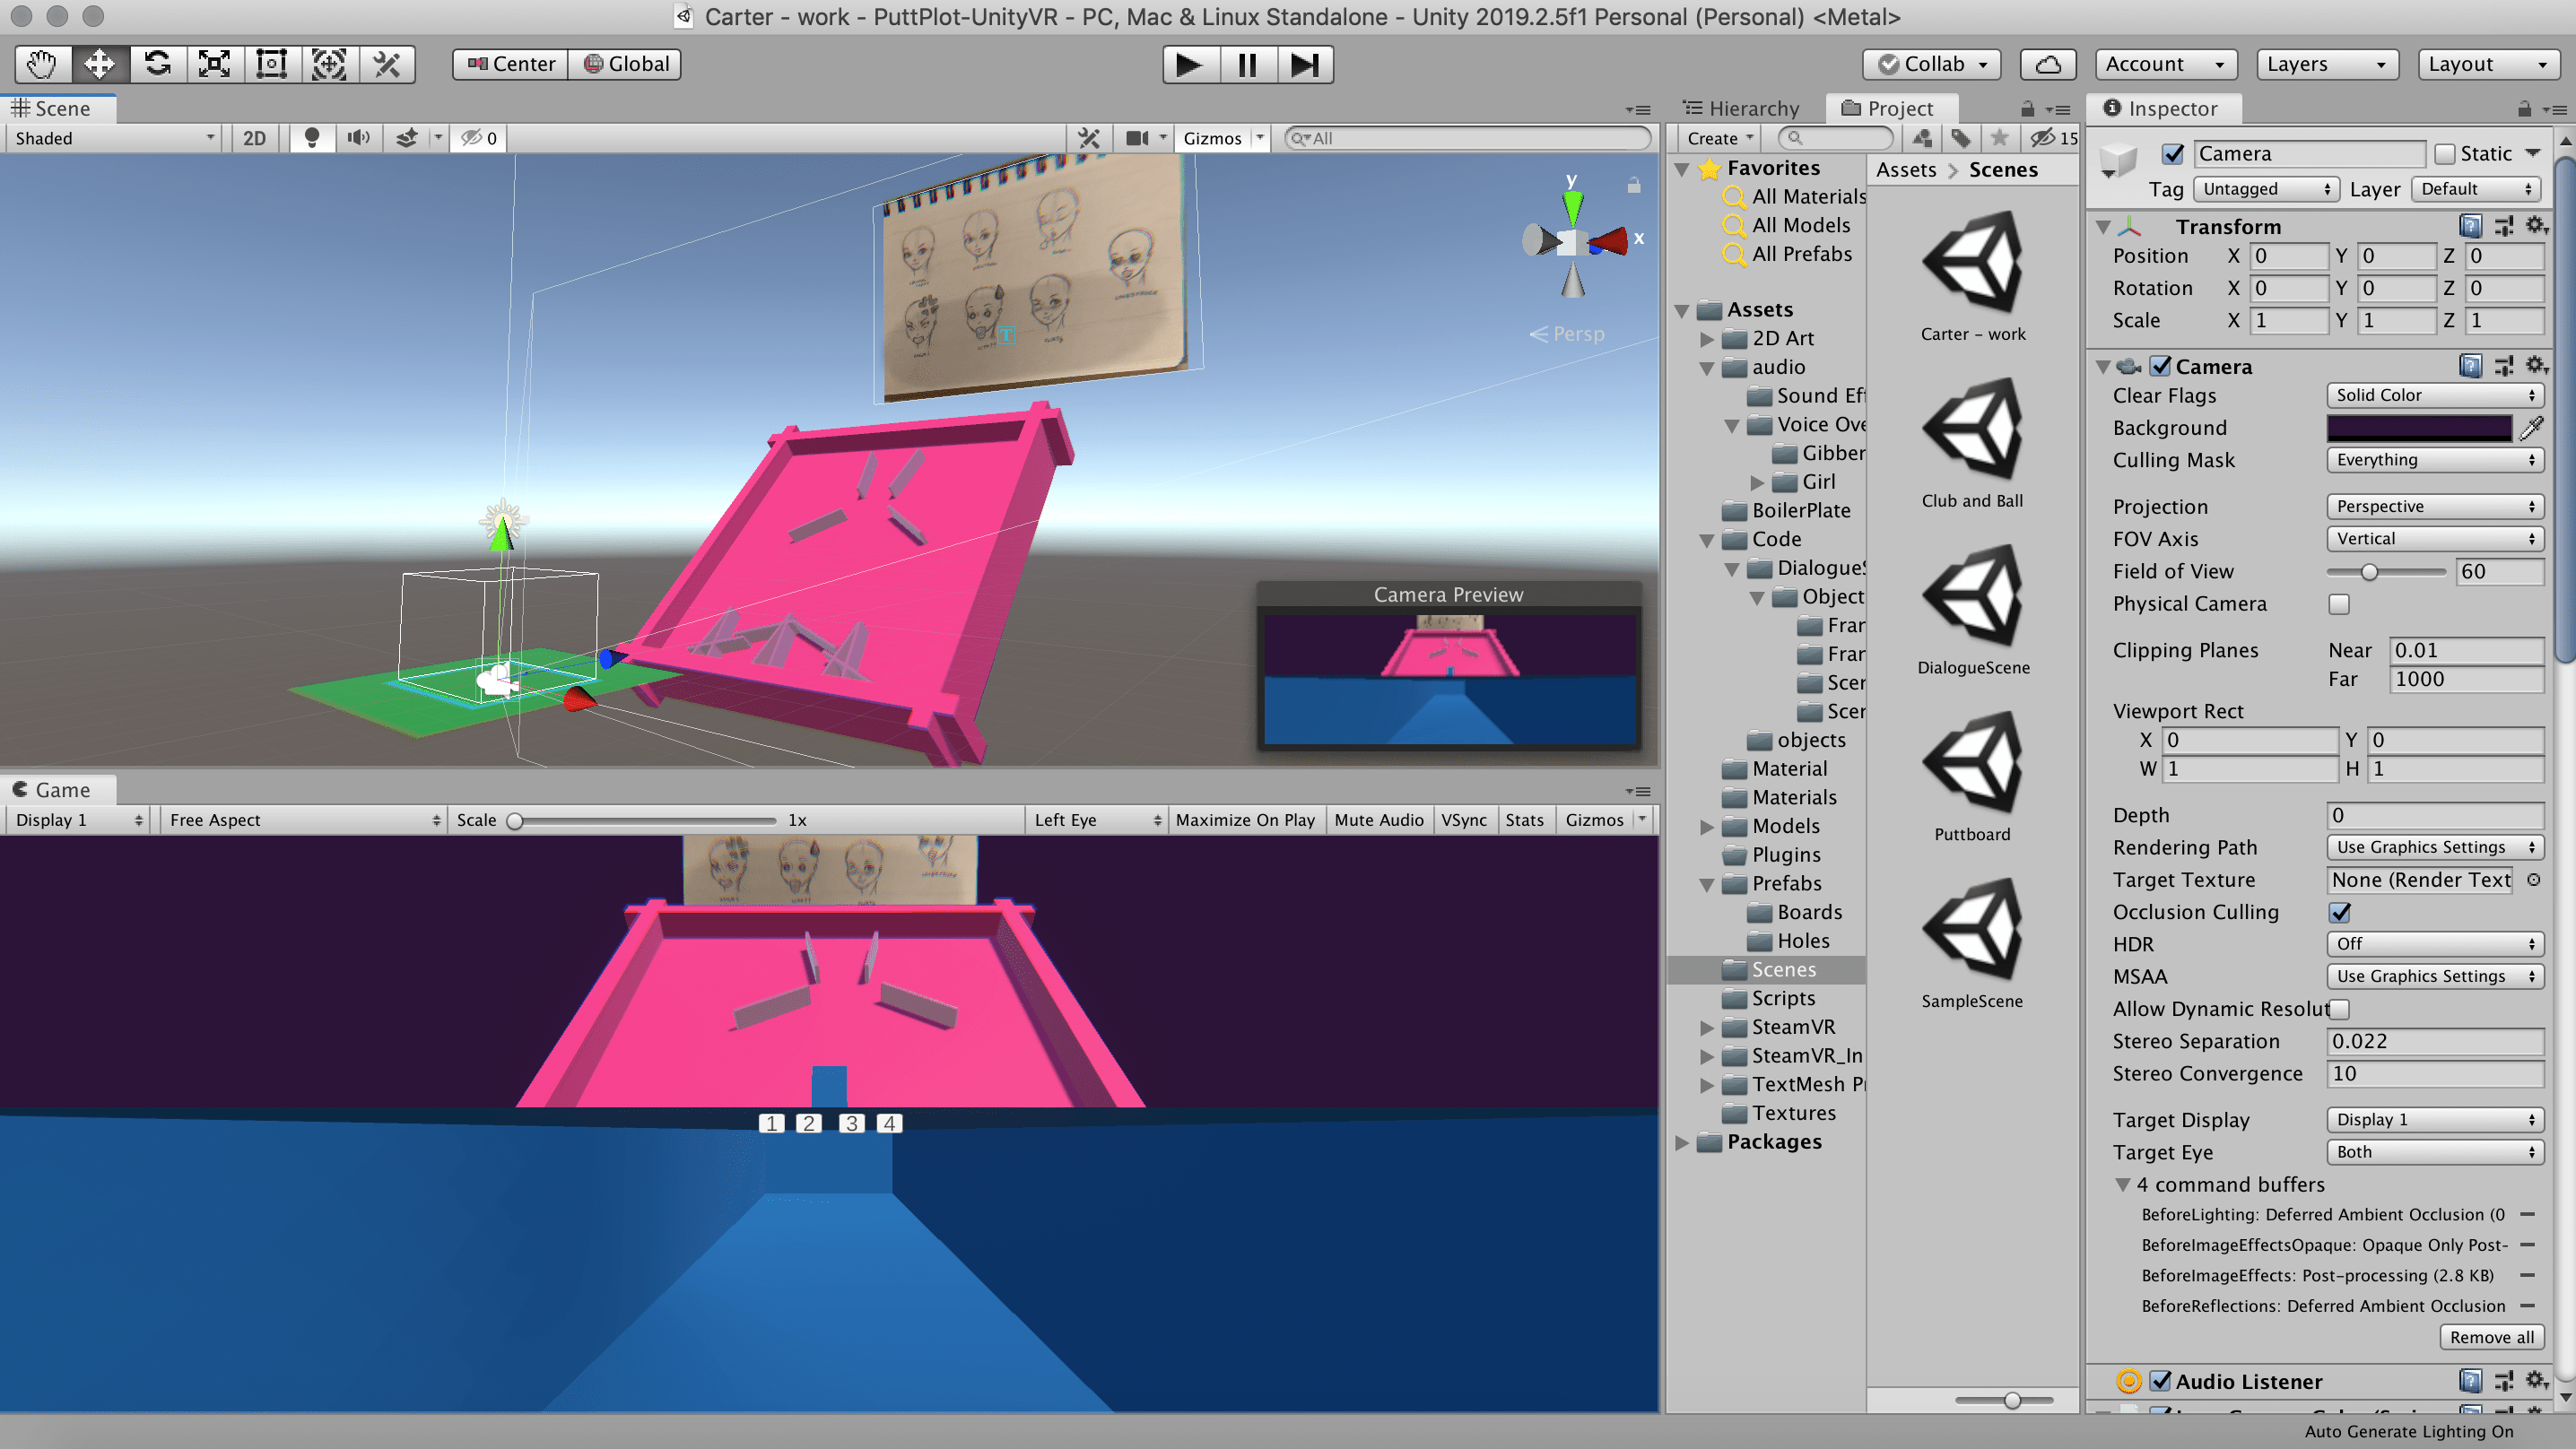 Carter - work - PuttPlot-UnityVR - PC, Mac & Linux Standalone - Unity 2019.2.5f1 Personal (Personal) <Metal>
Center Global Collab Account Layers Layout
Scene
Shaded 2D 0 Gizmos All
y
x
Persp
T
Camera Preview
Game
Display 1 Free Aspect Scale 1x Left Eye Maximize On Play Mute Audio VSync Stats Gizmos
1 2 3 4
Hierarchy Project
Create 15
Favorites
All Materials
All Models
All Prefabs
Assets
2D Art
audio
Sound Eff
Voice Ove
Gibber
Girl
BoilerPlate
Code
DialogueS
Object
Fran
Fran
Scer
Scer
objects
Material
Materials
Models
Plugins
Prefabs
Boards
Holes
Scenes
Scripts
SteamVR
SteamVR_In
TextMesh Pr
Textures
Packages
Assets > Scenes
Carter - work
Club and Ball
DialogueScene
Puttboard
SampleScene
Inspector
Camera Static
Tag Untagged Layer Default
Transform
Position X 0 Y 0 Z 0
Rotation X 0 Y 0 Z 0
Scale X 1 Y 1 Z 1
Camera
Clear Flags Solid Color
Background
Culling Mask Everything
Projection Perspective
FOV Axis Vertical
Field of View 60
Physical Camera
Clipping Planes Near 0.01
Far 1000
Viewport Rect
X 0 Y 0
W 1 H 1
Depth 0
Rendering Path Use Graphics Settings
Target Texture None (Render Text
Occlusion Culling
HDR Off
MSAA Use Graphics Settings
Allow Dynamic Resolut
Stereo Separation 0.022
Stereo Convergence 10
Target Display Display 1
Target Eye Both
4 command buffers
BeforeLighting: Deferred Ambient Occlusion (0
BeforeImageEffectsOpaque: Opaque Only Post-
BeforeImageEffects: Post-processing (2.8 KB)
BeforeReflections: Deferred Ambient Occlusion
Remove all
Audio Listener
Auto Generate Lighting On